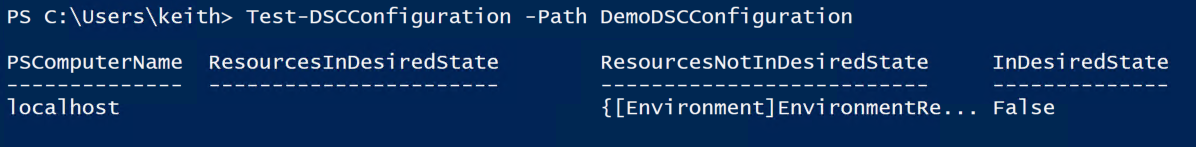 PS C:\Users\keith> Test-DSCConfiguration -Path DemoDSCConfiguration
PSComputerName  ResourcesInDesiredState        ResourcesNotInDesiredState     InDesiredState
--------------  -----------------------        --------------------------     --------------
localhost                                      {[Environment]EnvironmentRe... False